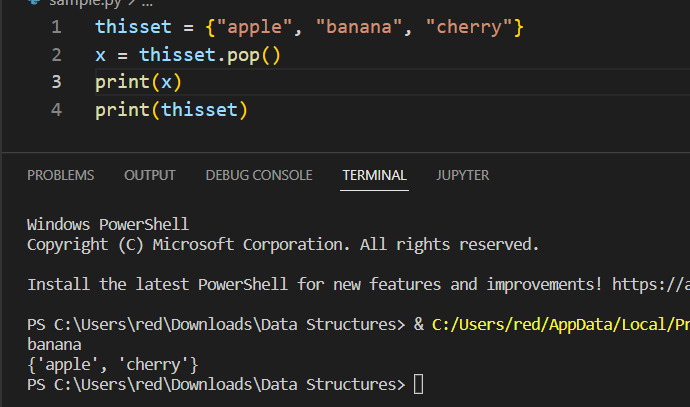 sample.py > ...
1 thisset = {"apple", "banana", "cherry"}
2 x = thisset.pop()
3 print(x)
4 print(thisset)
PROBLEMS OUTPUT DEBUG CONSOLE TERMINAL JUPYTER
Windows PowerShell
Copyright (C) Microsoft Corporation. All rights reserved.
Install the latest PowerShell for new features and improvements! https://a
PS C:\Users\red\Downloads\Data Structures> & C:/Users/red/AppData/Local/Pr
banana
{'apple', 'cherry'}
PS C:\Users\red\Downloads\Data Structures>